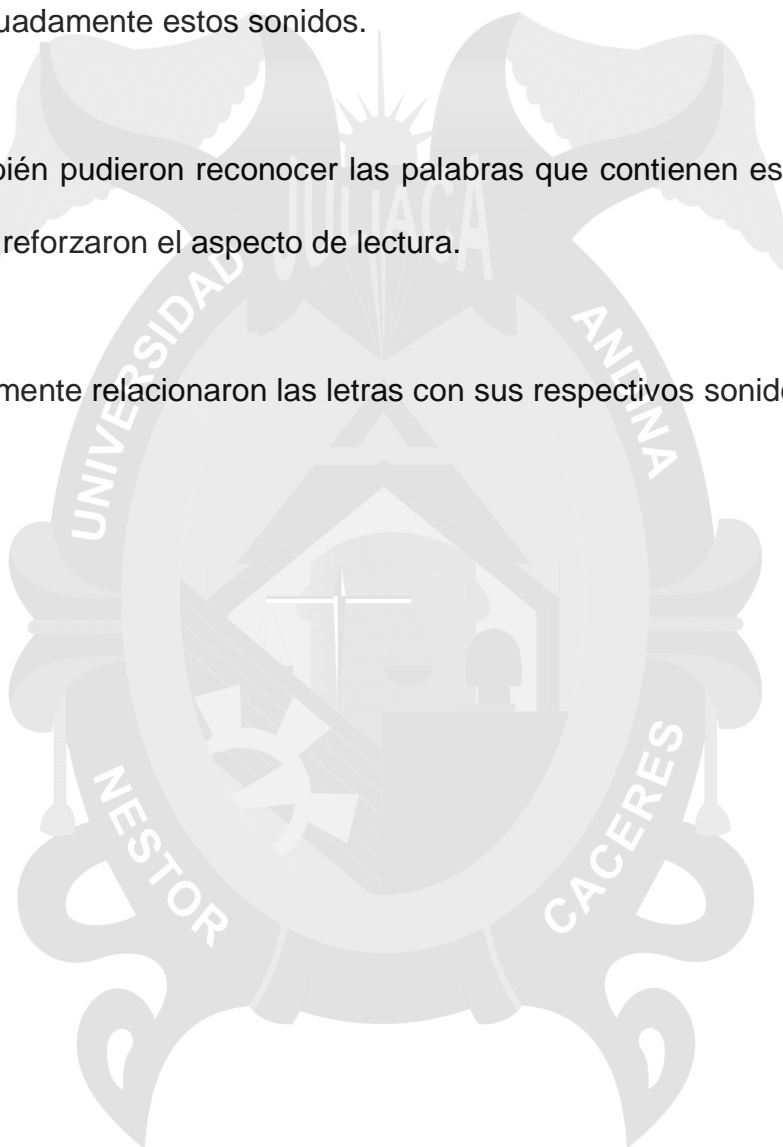 uadamente estos sonidos.
bién pudieron reconocer las palabras que contienen es
reforzaron el aspecto de lectura.
mente relacionaron las letras con sus respectivos sonid
JULIACA
UNIVERSIDAD
ANDINA
NESTOR
CACERES